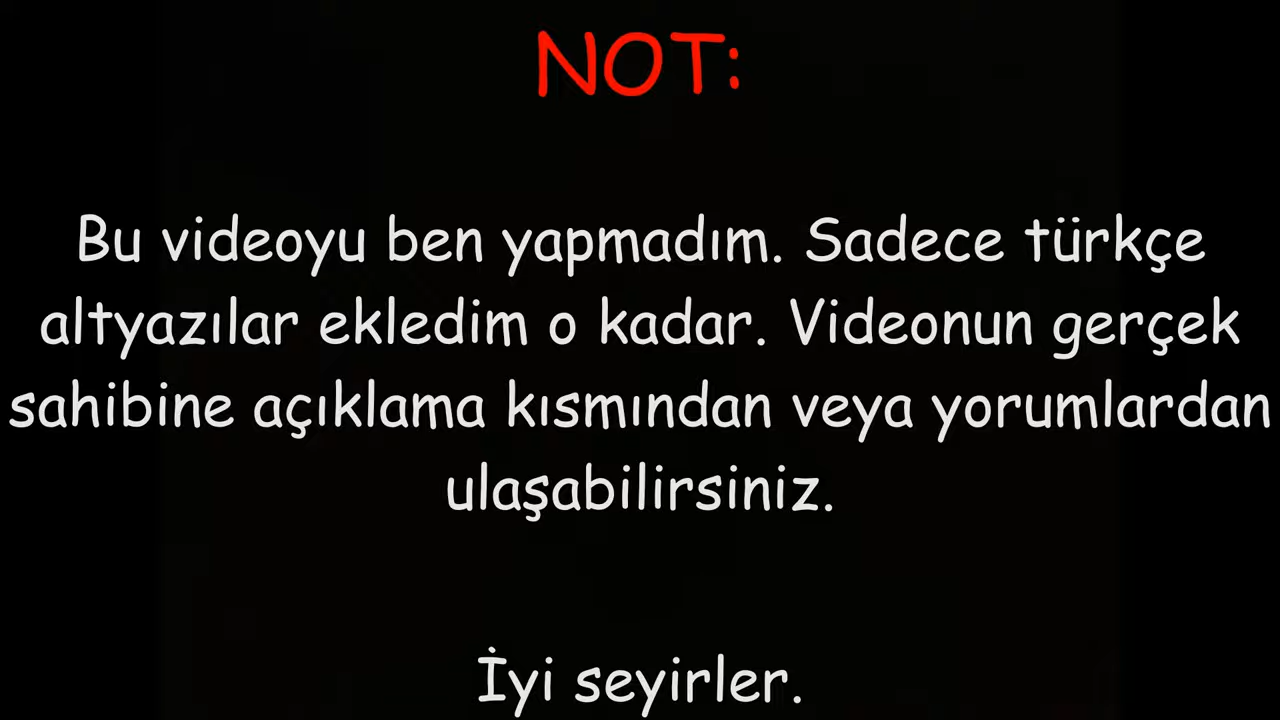 NOT:
Bu videoyu ben yapmadım. Sadece türkçe
altyazılar ekledim o kadar. Videonun gerçek
sahibine açıklama kısmından veya yorumlardan
ulaşabilirsiniz.
İyi seyirler.